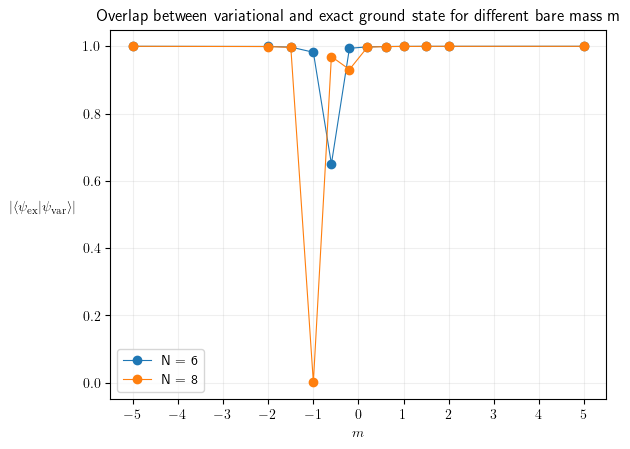 Overlap between variational and exact ground state for different bare mass m
1.0
0.8
0.6
0.4
0.2
0.0
|⟨ψex|ψvar⟩|
N = 6
N = 8
−5 −4 −3 −2 −1 0 1 2 3 4 5
m